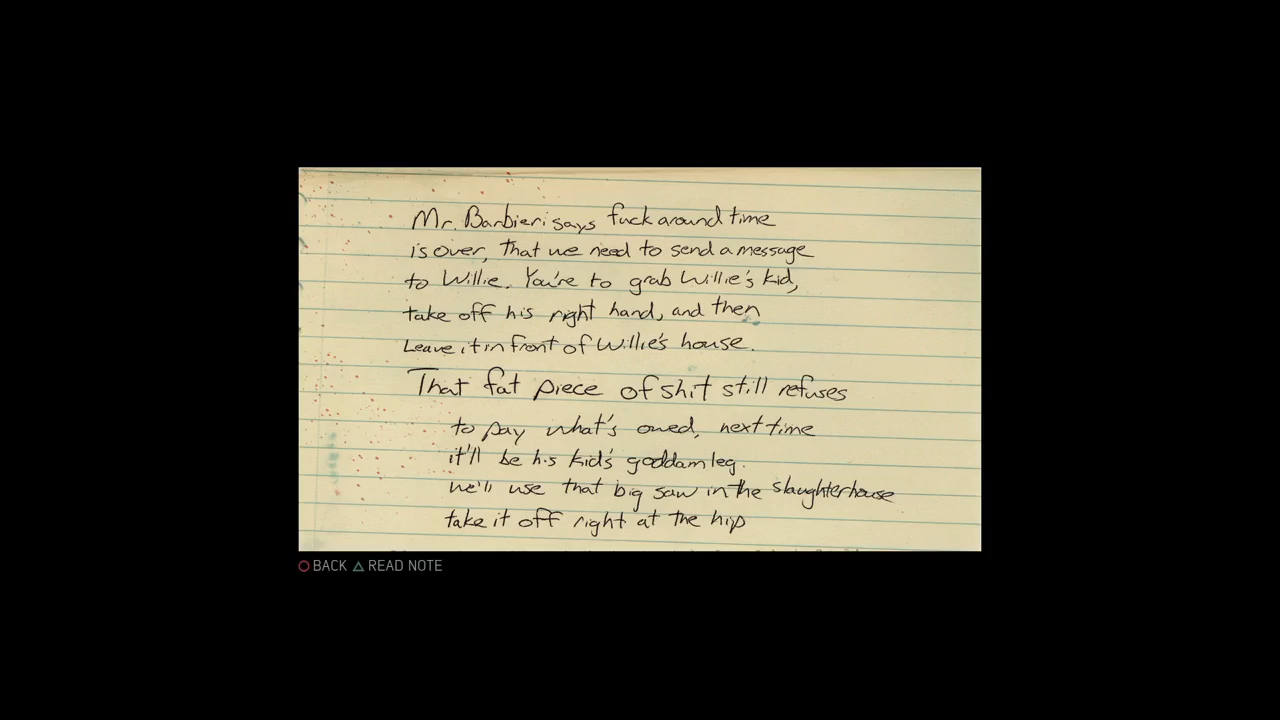 Mr. Barbieri says fuck around time
is over, that we need to send a message
to Willie. You're to grab Willie's kid,
take off his right hand, and then
Leave it in front of Willie's house.
That fat piece of shit still refuses
to pay what's owed, next time
it'll be his kid's goddam leg.
we'll use that big saw in the slaughterhouse
take it off right at the hip
BACK READ NOTE